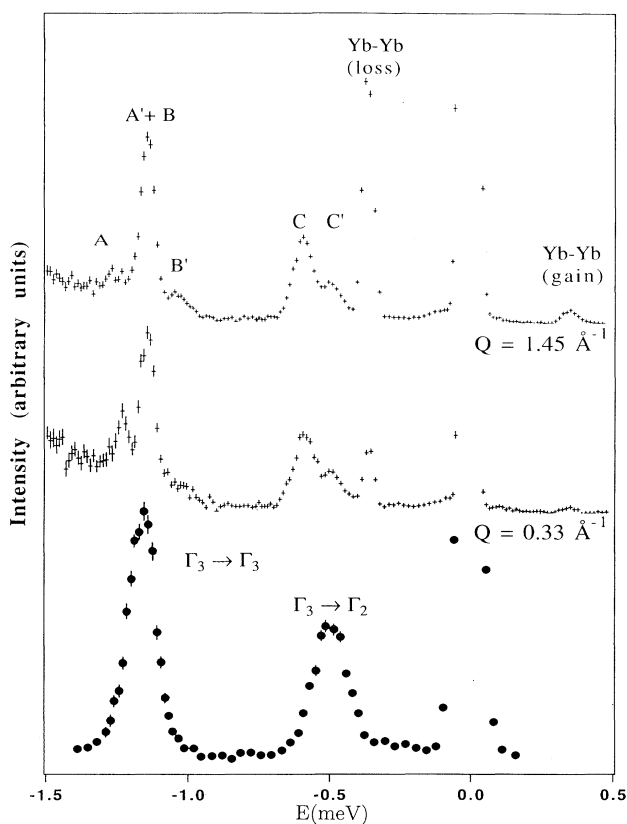 Yb-Yb
(loss)
A'+ B
A
B'
C
C'
Yb-Yb
(gain)
Q = 1.45 Å⁻¹
Q = 0.33 Å⁻¹
Γ₃ → Γ₃
Γ₃ → Γ₂
Intensity (arbitrary units)
-1.5
-1.0
-0.5
0.0
0.5
E(meV)